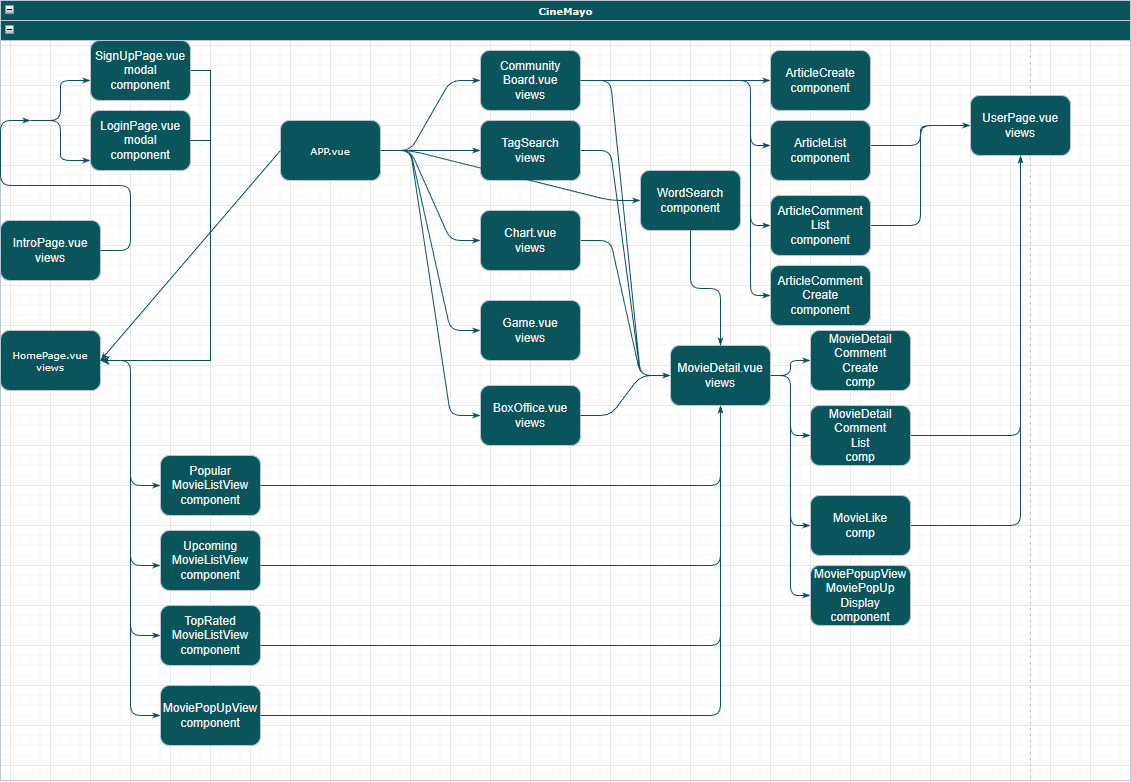 CineMayo
SignUpPage.vue
modal
component
LoginPage.vue
modal
component
IntroPage.vue
views
HomePage.vue
views
APP.vue
Community
Board.vue
views
TagSearch
views
Chart.vue
views
Game.vue
views
BoxOffice.vue
views
WordSearch
component
MovieDetail.vue
views
ArticleCreate
component
ArticleList
component
ArticleComment
List
component
ArticleComment
Create
component
UserPage.vue
views
MovieDetail
Comment
Create
comp
MovieDetail
Comment
List
comp
MovieLike
comp
MoviePopupView
MoviePopUp
Display
component
Popular
MovieListView
component
Upcoming
MovieListView
component
TopRated
MovieListView
component
MoviePopUpView
component